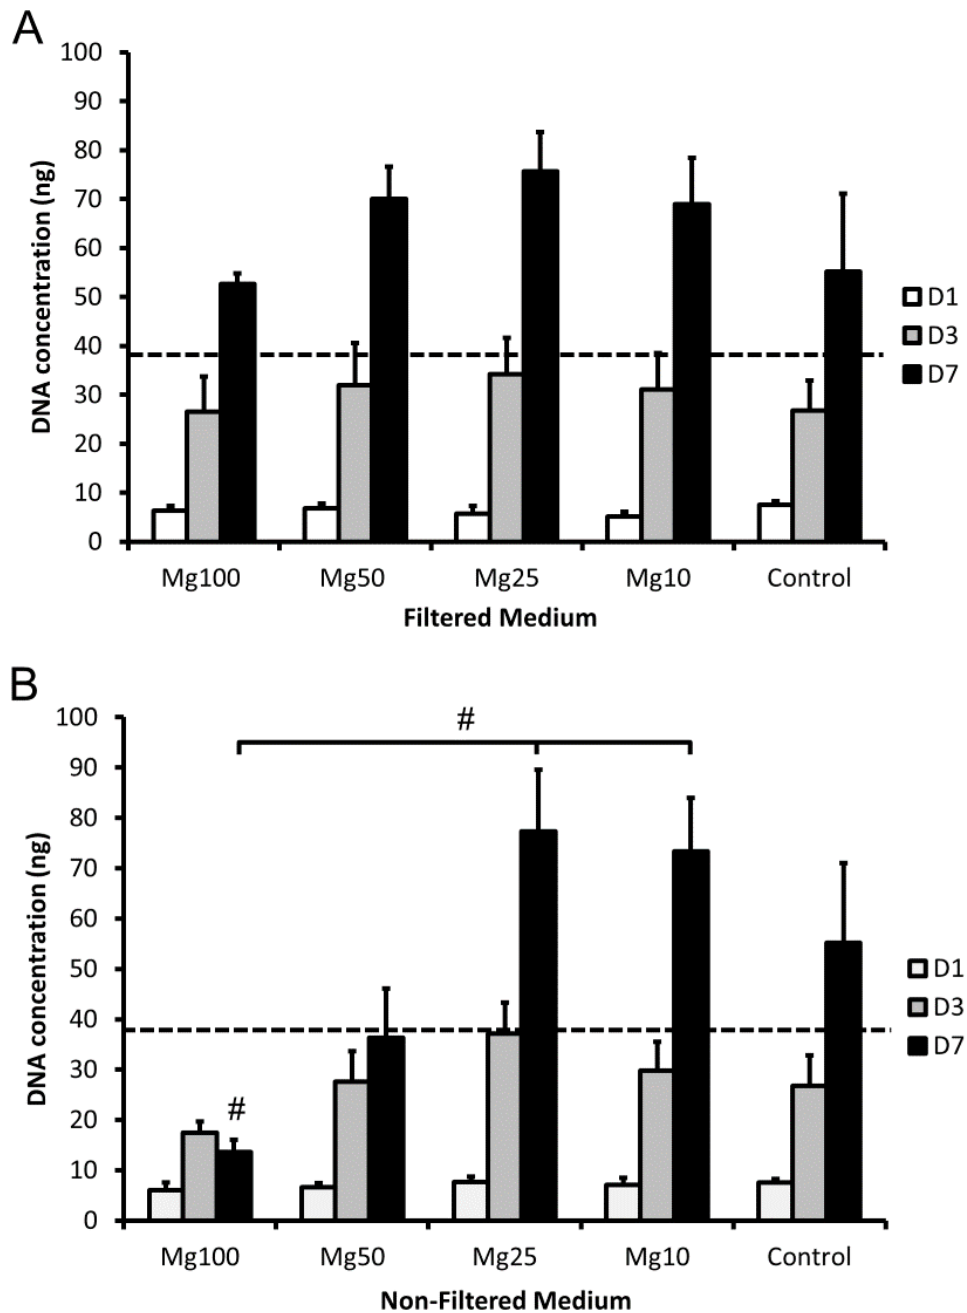 A
100
90
80
70
60
50
40
30
20
10
0
DNA concentration (ng)
D1
D3
D7
Mg100 Mg50 Mg25 Mg10 Control
Filtered Medium
B
#
100
90
80
70
60
50
40
30
20
10
0
DNA concentration (ng)
#
D1
D3
D7
Mg100 Mg50 Mg25 Mg10 Control
Non-Filtered Medium